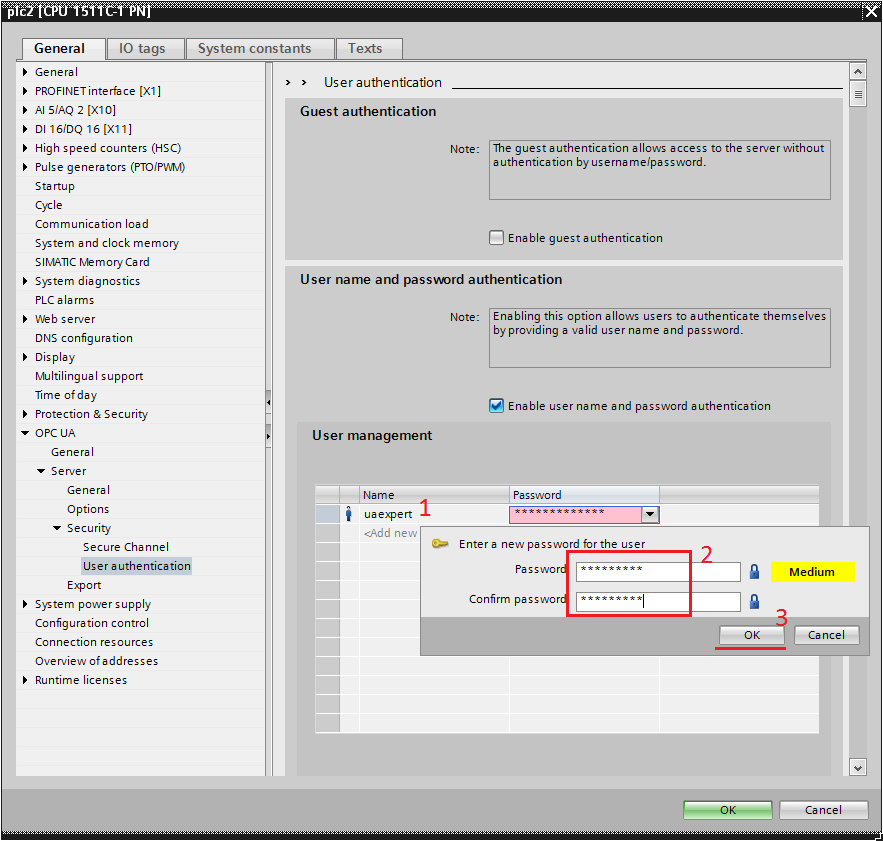 plc2 [CPU 1511C-1 PN]
General
IO tags
System constants
Texts
General
PROFINET interface [X1]
AI 5/AQ 2 [X10]
DI 16/DQ 16 [X11]
High speed counters (HSC)
Pulse generators (PTO/PWM)
Startup
Cycle
Communication load
System and clock memory
SIMATIC Memory Card
System diagnostics
PLC alarms
Web server
DNS configuration
Display
Multilingual support
Time of day
Protection & Security
OPC UA
General
Server
General
Options
Security
Secure Channel
User authentication
Export
System power supply
Configuration control
Connection resources
Overview of addresses
Runtime licenses
> > User authentication
Guest authentication
Note: The guest authentication allows access to the server without
authentication by username/password.
Enable guest authentication
User name and password authentication
Note: Enabling this option allows users to authenticate themselves
by providing a valid user name and password.
Enable user name and password authentication
User management
Name Password
uaexpert 1 *************
<Add new
Enter a new password for the user
2
Password ********* Medium
Confirm password *********
3
OK Cancel
OK Cancel